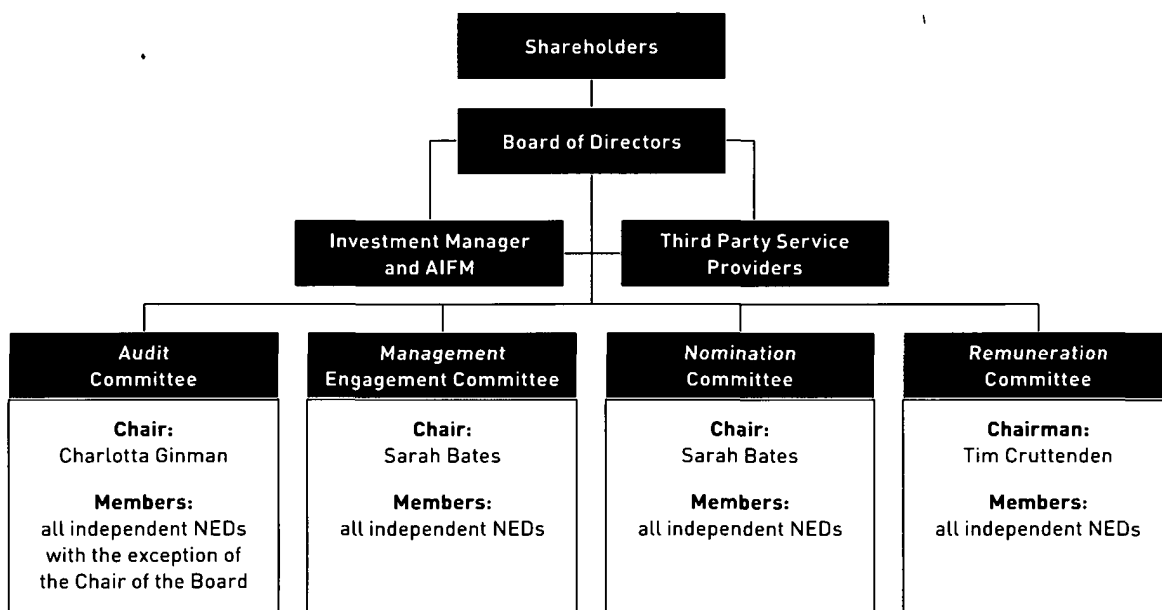 Shareholders
Board of Directors
Investment Manager
and AIFM
Third Party Service
Providers
Audit
Committee
Chair:
Charlotta Ginman
Members:
all independent NEDs
with the exception of
the Chair of the Board
Management
Engagement Committee
Chair:
Sarah Bates
Members:
all independent NEDs
Nomination
Committee
Chair:
Sarah Bates
Members:
all independent NEDs
Remuneration
Committee
Chairman:
Tim Cruttenden
Members:
all independent NEDs